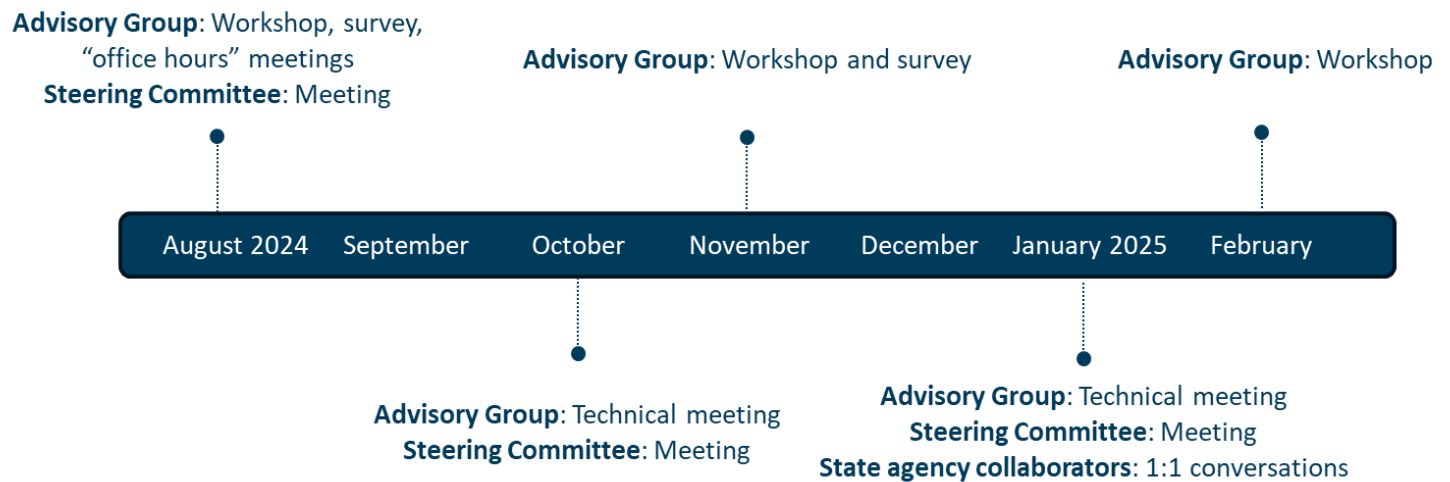 Advisory Group: Workshop, survey,
“office hours” meetings
Steering Committee: Meeting
Advisory Group: Workshop and survey
Advisory Group: Workshop
August 2024 September October November December January 2025 February
Advisory Group: Technical meeting
Steering Committee: Meeting
Advisory Group: Technical meeting
Steering Committee: Meeting
State agency collaborators: 1:1 conversations